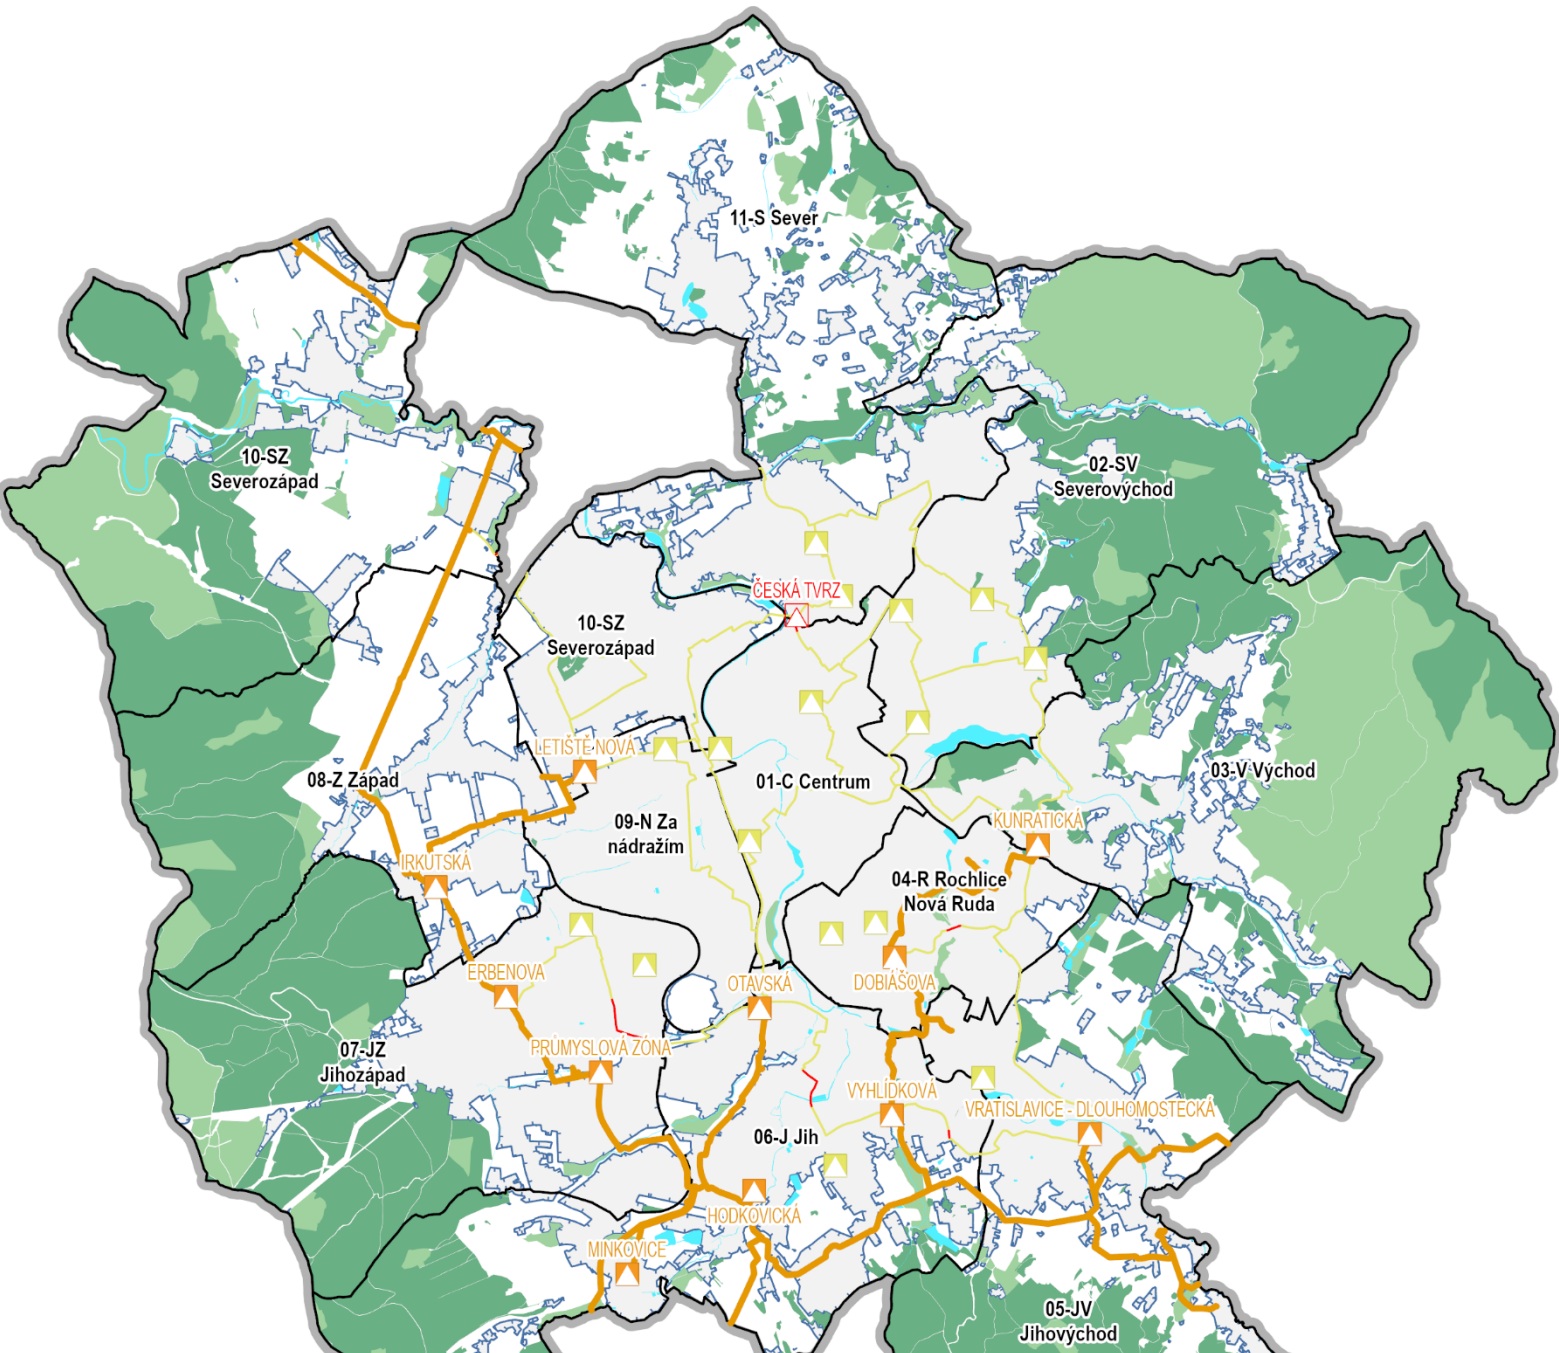 11-S Sever
10-SZ
Severozápad
02-SV
Severovýchod
ČESKÁ TVRZ
10-SZ
Severozápad
LETIŠTĚ NOVÁ
08-Z Západ
01-C Centrum
03-V Východ
09-N Za
nádražím
KUNRATICKÁ
IRKUTSKÁ
04-R Rochlice
Nová Ruda
ERBENOVA
OTAVSKÁ
DOBIÁŠOVA
07-JZ
Jihozápad
PRŮMYSLOVÁ ZÓNA
VYHLÍDKOVÁ
VRATISLAVICE - DLOUHOMOSTECKÁ
06-J Jih
HODKOVICKÁ
MINKOVICE
05-JV
Jihovýchod